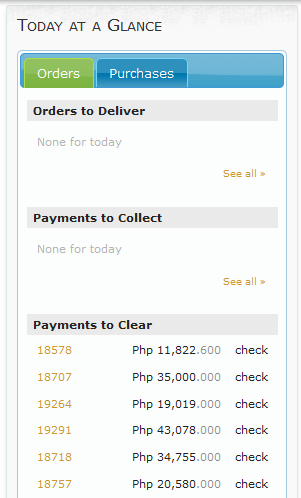 Today at a Glance
Orders Purchases
Orders to Deliver
None for today
See all »
Payments to Collect
None for today
See all »
Payments to Clear
18578 Php 11,822.600 check
18707 Php 35,000.000 check
19264 Php 19,019.000 check
19291 Php 43,078.000 check
18718 Php 34,755.000 check
18757 Php 20,580.000 check